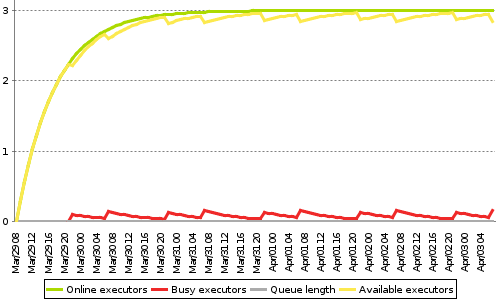 3
2
1
0
Mar29 08
Mar29 12
Mar29 16
Mar29 20
Mar30 00
Mar30 04
Mar30 08
Mar30 12
Mar30 16
Mar30 20
Mar31 00
Mar31 04
Mar31 08
Mar31 12
Mar31 16
Mar31 20
Apr01 00
Apr01 04
Apr01 08
Apr01 12
Apr01 16
Apr01 20
Apr02 00
Apr02 04
Apr02 08
Apr02 12
Apr02 16
Apr02 20
Apr03 00
Apr03 04
Online executors Busy executors Queue length Available executors